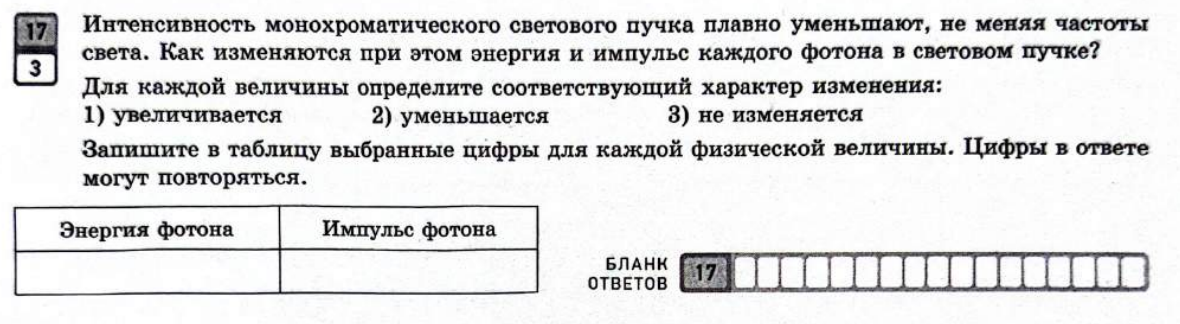 17
3
Интенсивность монохроматического светового пучка плавно уменьшают, не меняя частоты
света. Как изменяются при этом энергия и импульс каждого фотона в световом пучке?
Для каждой величины определите соответствующий характер изменения:
1) увеличивается 2) уменьшается 3) не изменяется
Запишите в таблицу выбранные цифры для каждой физической величины. Цифры в ответе
могут повторяться.
Энергия фотона Импульс фотона
БЛАНК
ОТВЕТОВ 17